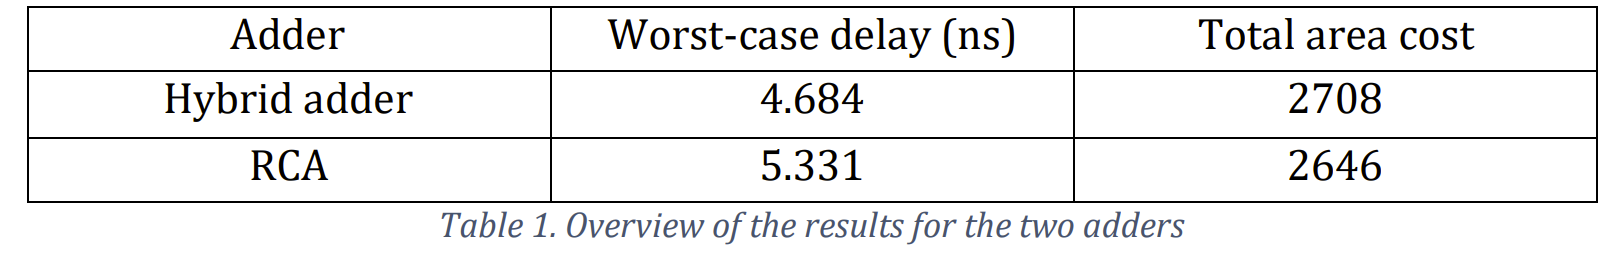 Adder Worst-case delay (ns) Total area cost
Hybrid adder 4.684 2708
RCA 5.331 2646
Table 1. Overview of the results for the two adders